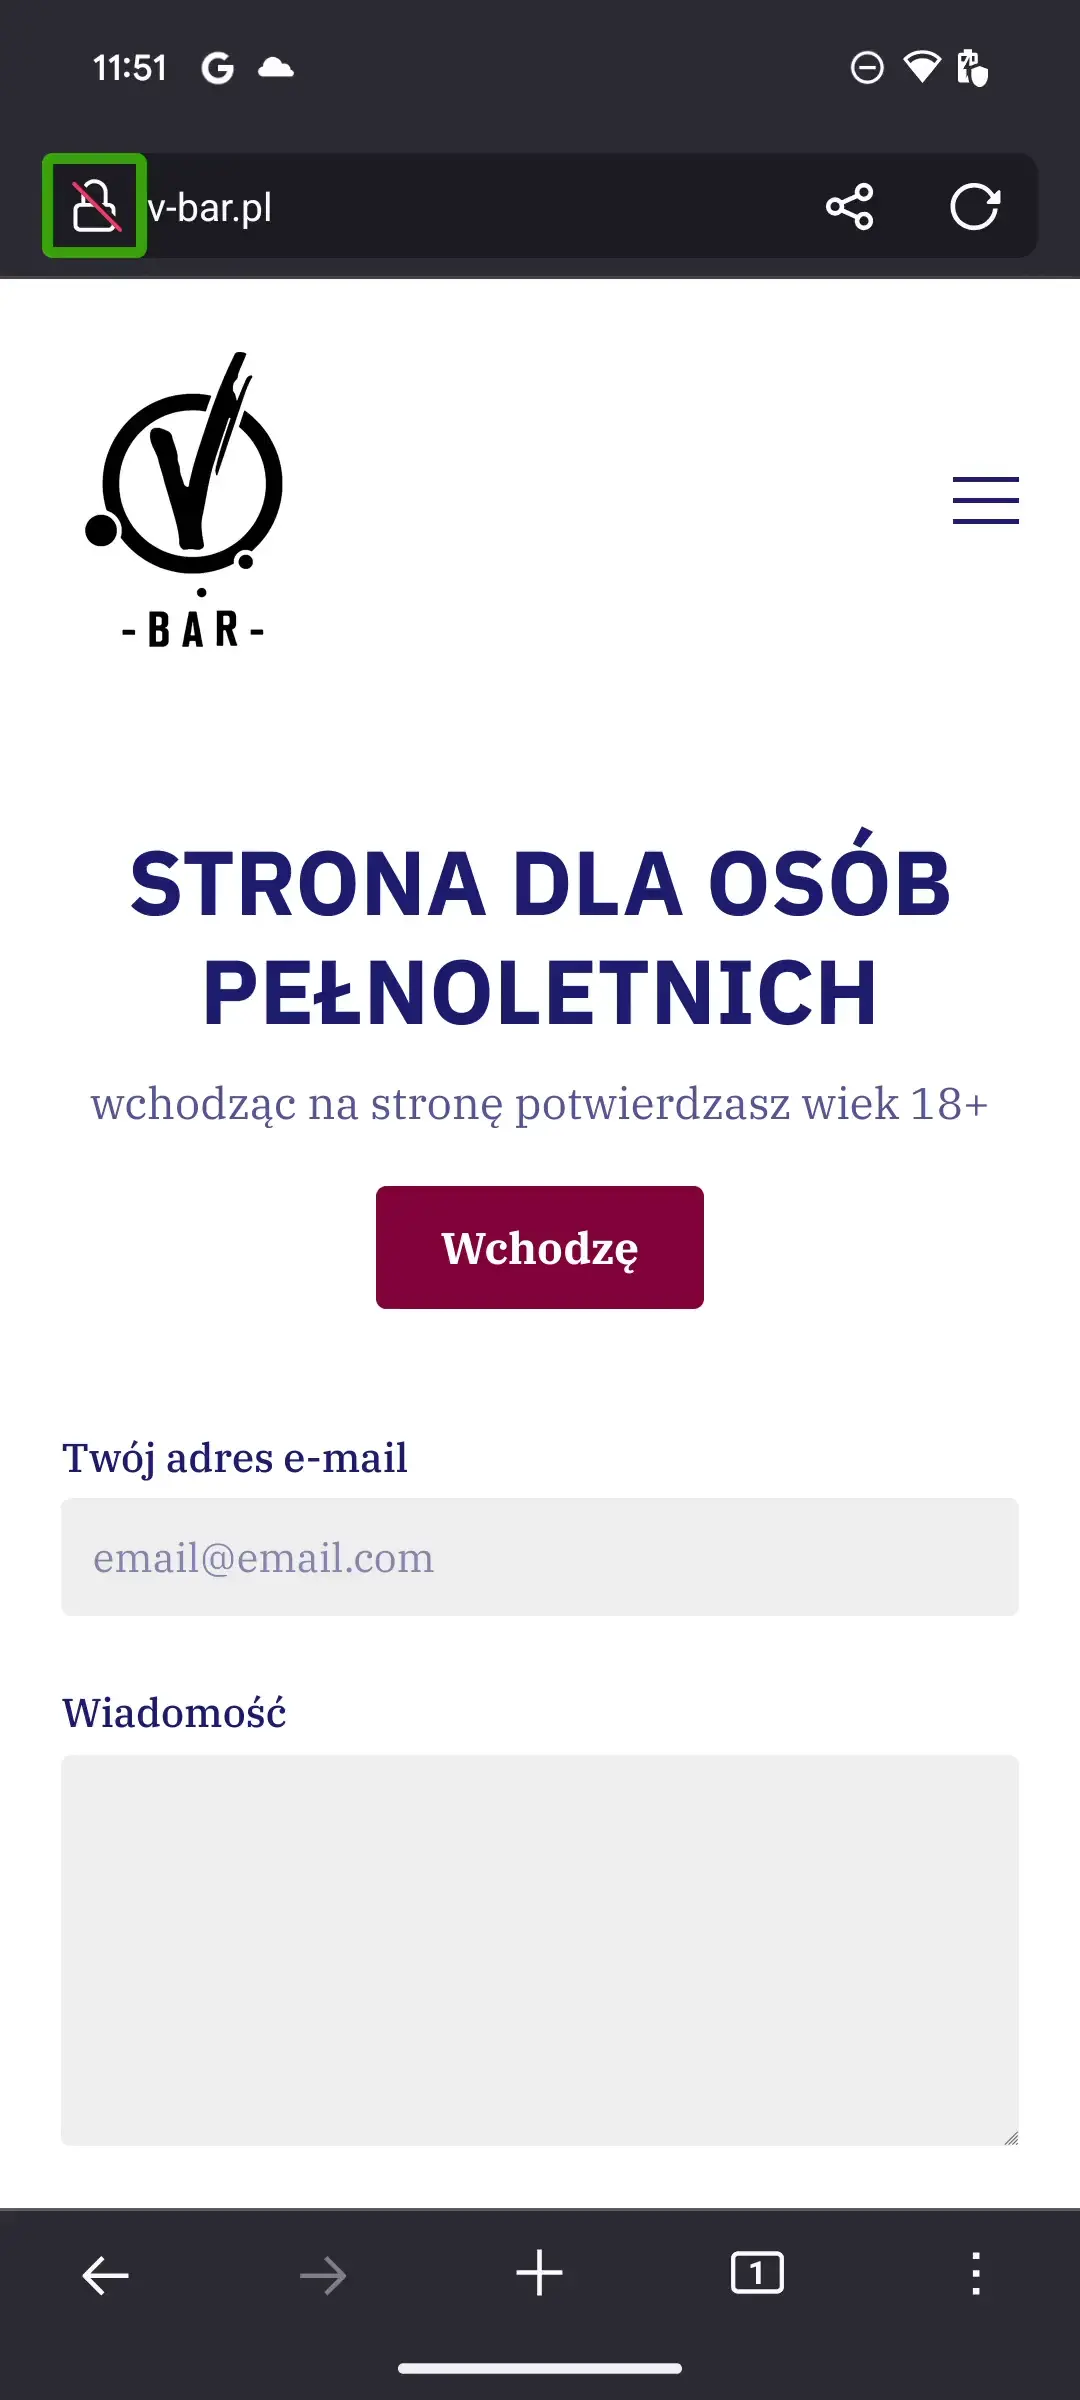 11:51
v-bar.pl
V
-BAR-
STRONA DLA OSÓB
PEŁNOLETNICH
wchodząc na stronę potwierdzasz wiek 18+
Wchodzę
Twój adres e-mail
email@email.com
Wiadomość
1